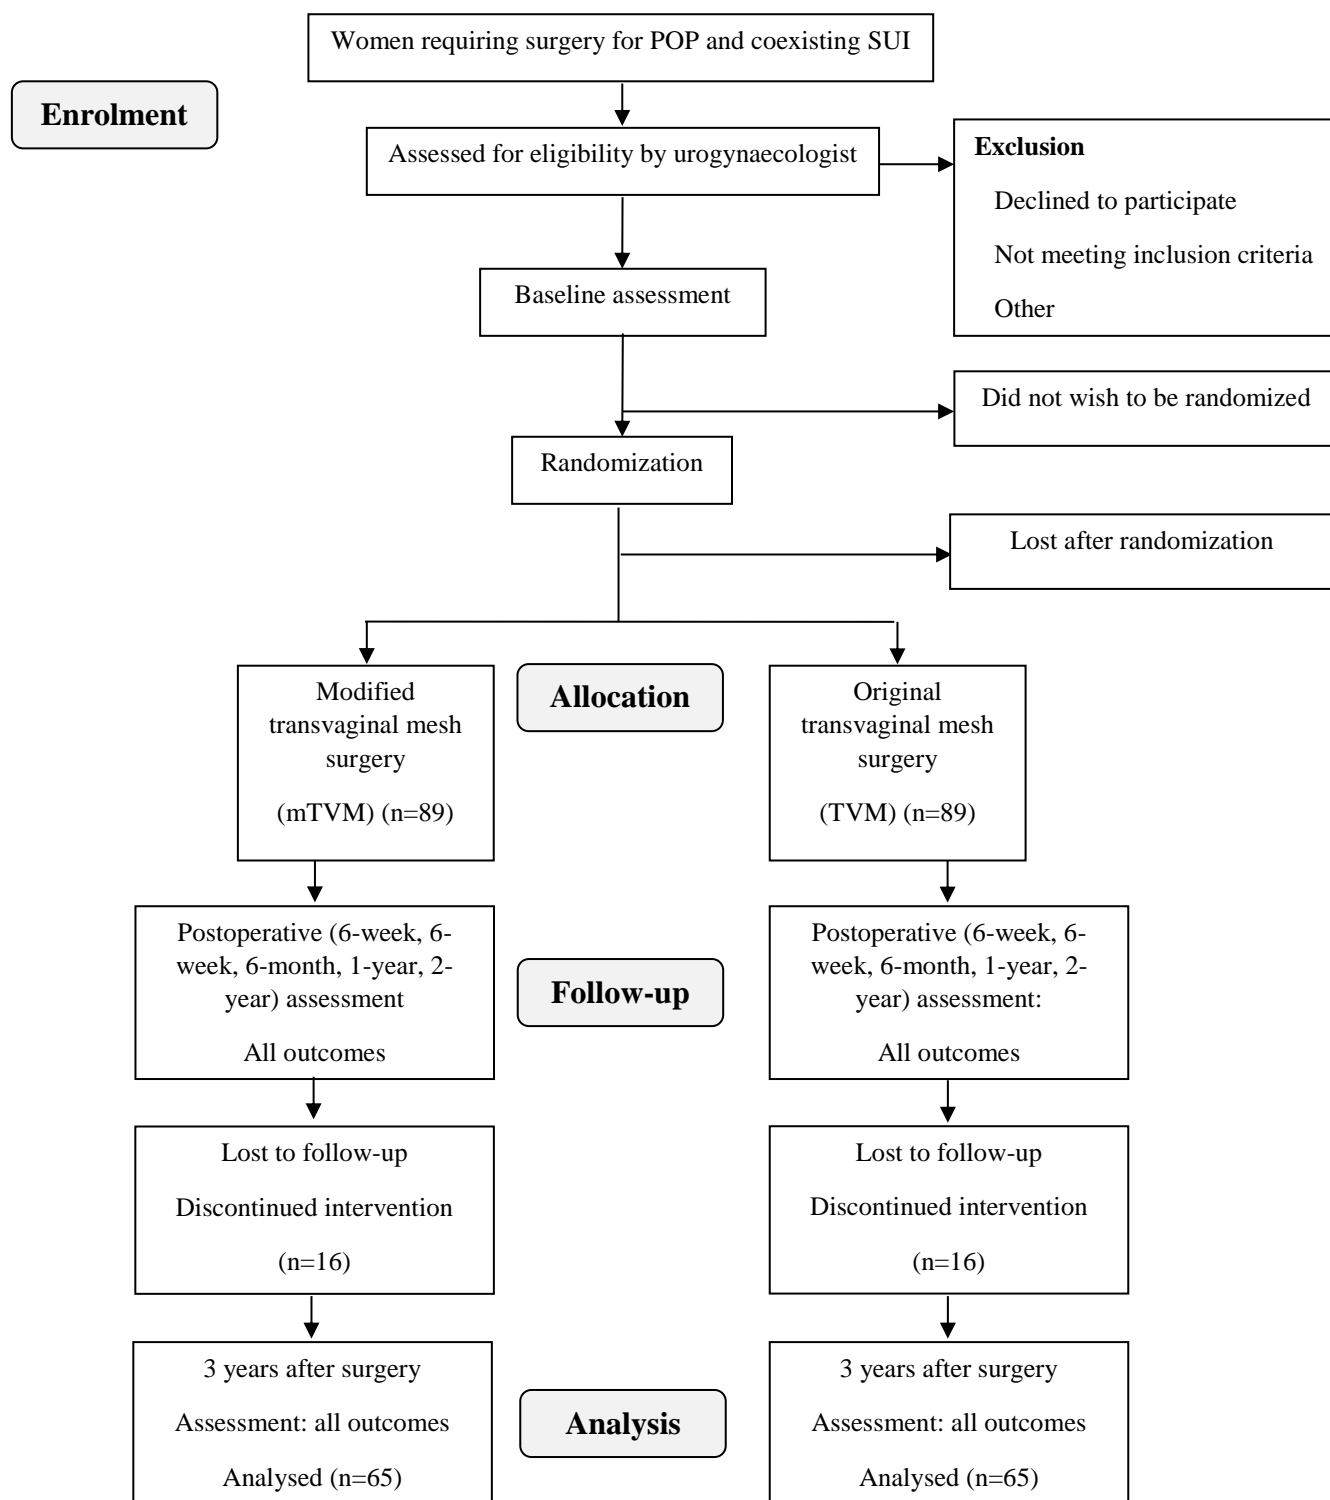 Women requiring surgery for POP and coexisting SUI
Enrolment
Assessed for eligibility by urogynaecologist
Exclusion
Declined to participate
Not meeting inclusion criteria
Other
Baseline assessment
Did not wish to be randomized
Randomization
Lost after randomization
Modified
transvaginal mesh
surgery
(mTVM) (n=89)
Allocation
Original
transvaginal mesh
surgery
(TVM) (n=89)
Postoperative (6-week, 6-
week, 6-month, 1-year, 2-
year) assessment
All outcomes
Follow-up
Postoperative (6-week, 6-
week, 6-month, 1-year, 2-
year) assessment:
All outcomes
Lost to follow-up
Discontinued intervention
(n=16)
Lost to follow-up
Discontinued intervention
(n=16)
3 years after surgery
Assessment: all outcomes
Analysed (n=65)
Analysis
3 years after surgery
Assessment: all outcomes
Analysed (n=65)